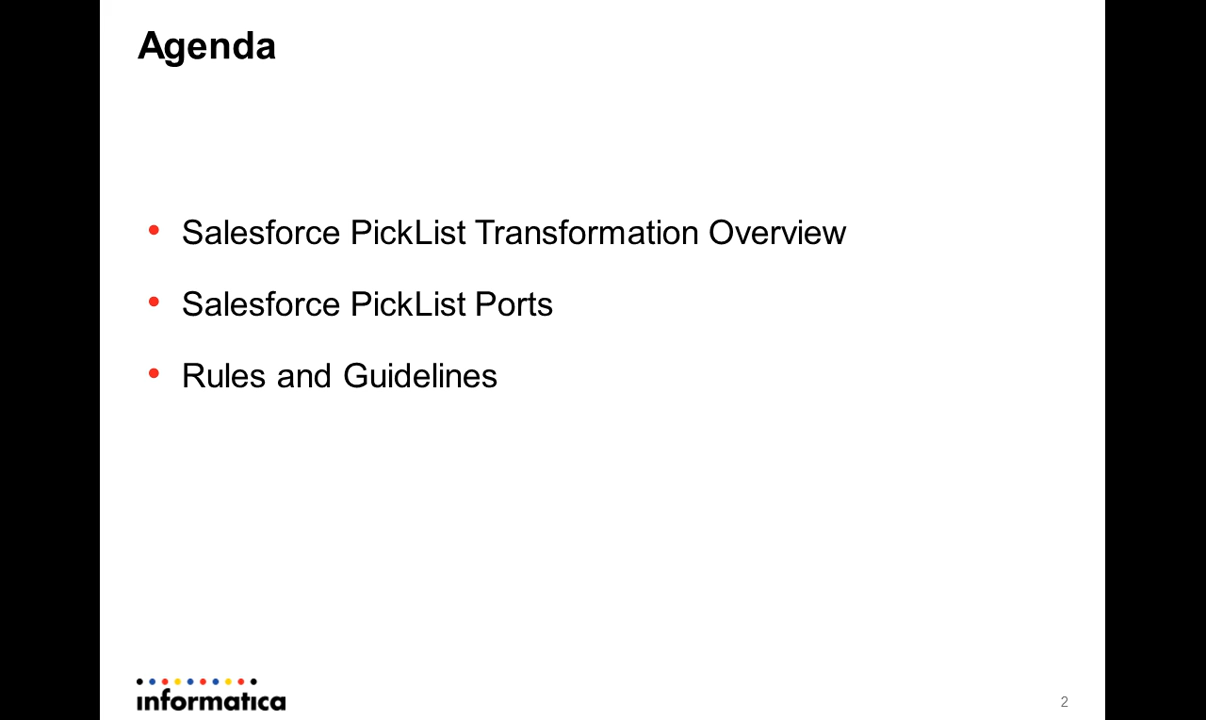 Agenda
• Salesforce PickList Transformation Overview
• Salesforce PickList Ports
• Rules and Guidelines
informatica
2